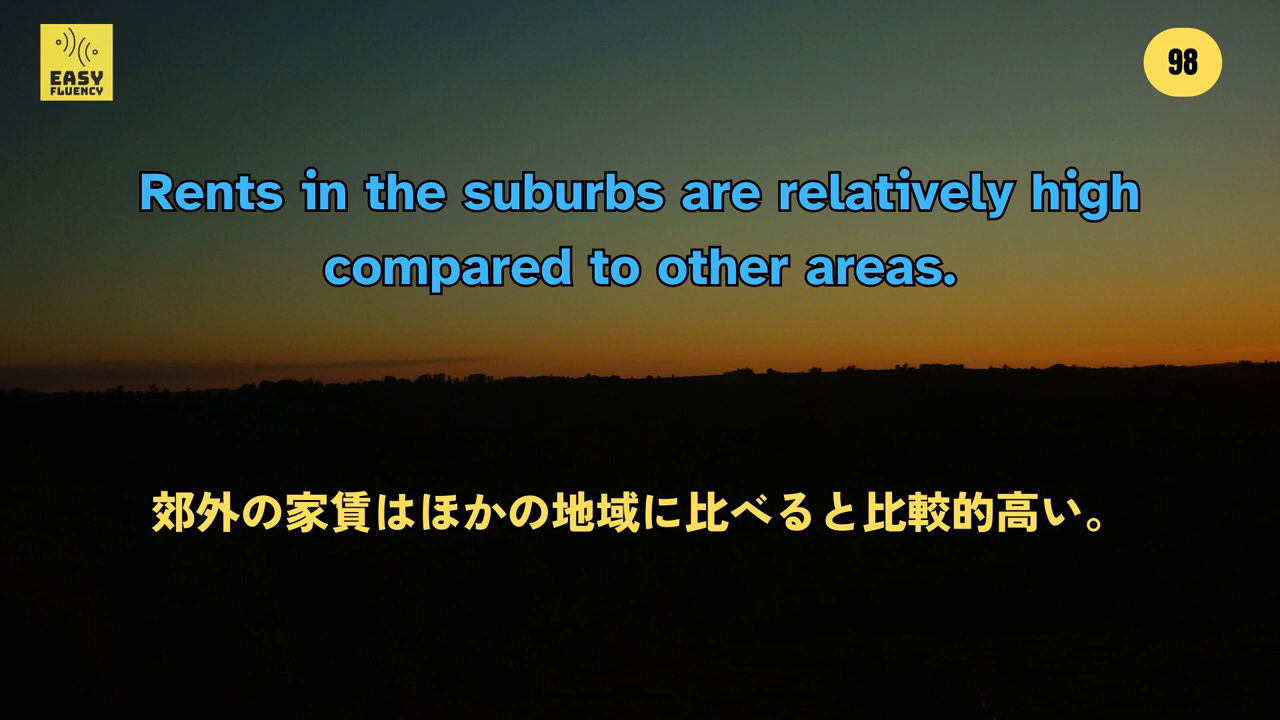 EASY
FLUENCY
98
Rents in the suburbs are relatively high
compared to other areas.
郊外の家賃はほかの地域に比べると比較的高い。